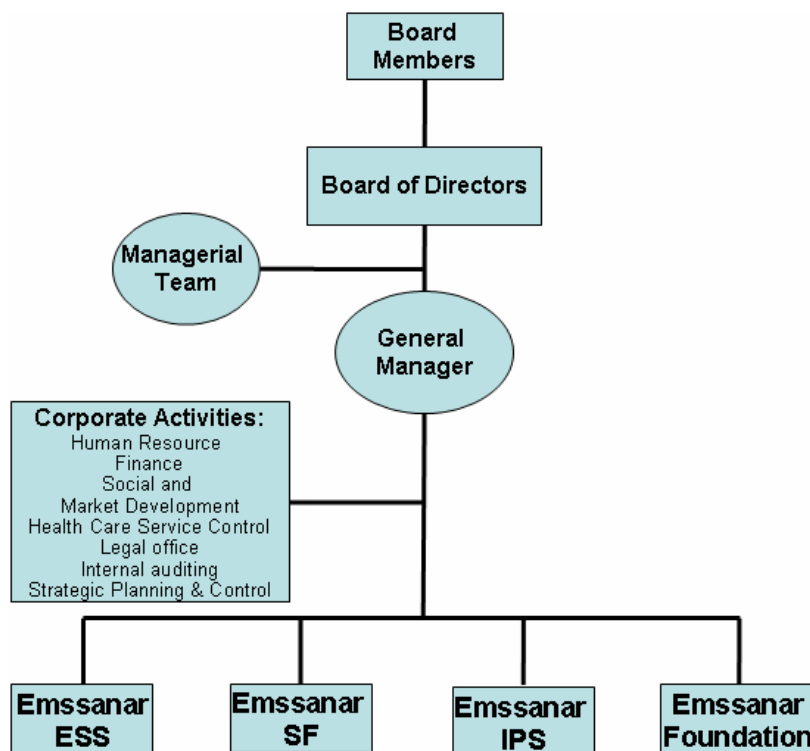 Board
Members
Board of Directors
Managerial
Team
General
Manager
Corporate Activities:
Human Resource
Finance
Social and
Market Development
Health Care Service Control
Legal office
Internal auditing
Strategic Planning & Control
Emssanar
ESS
Emssanar
SF
Emssanar
IPS
Emssanar
Foundation